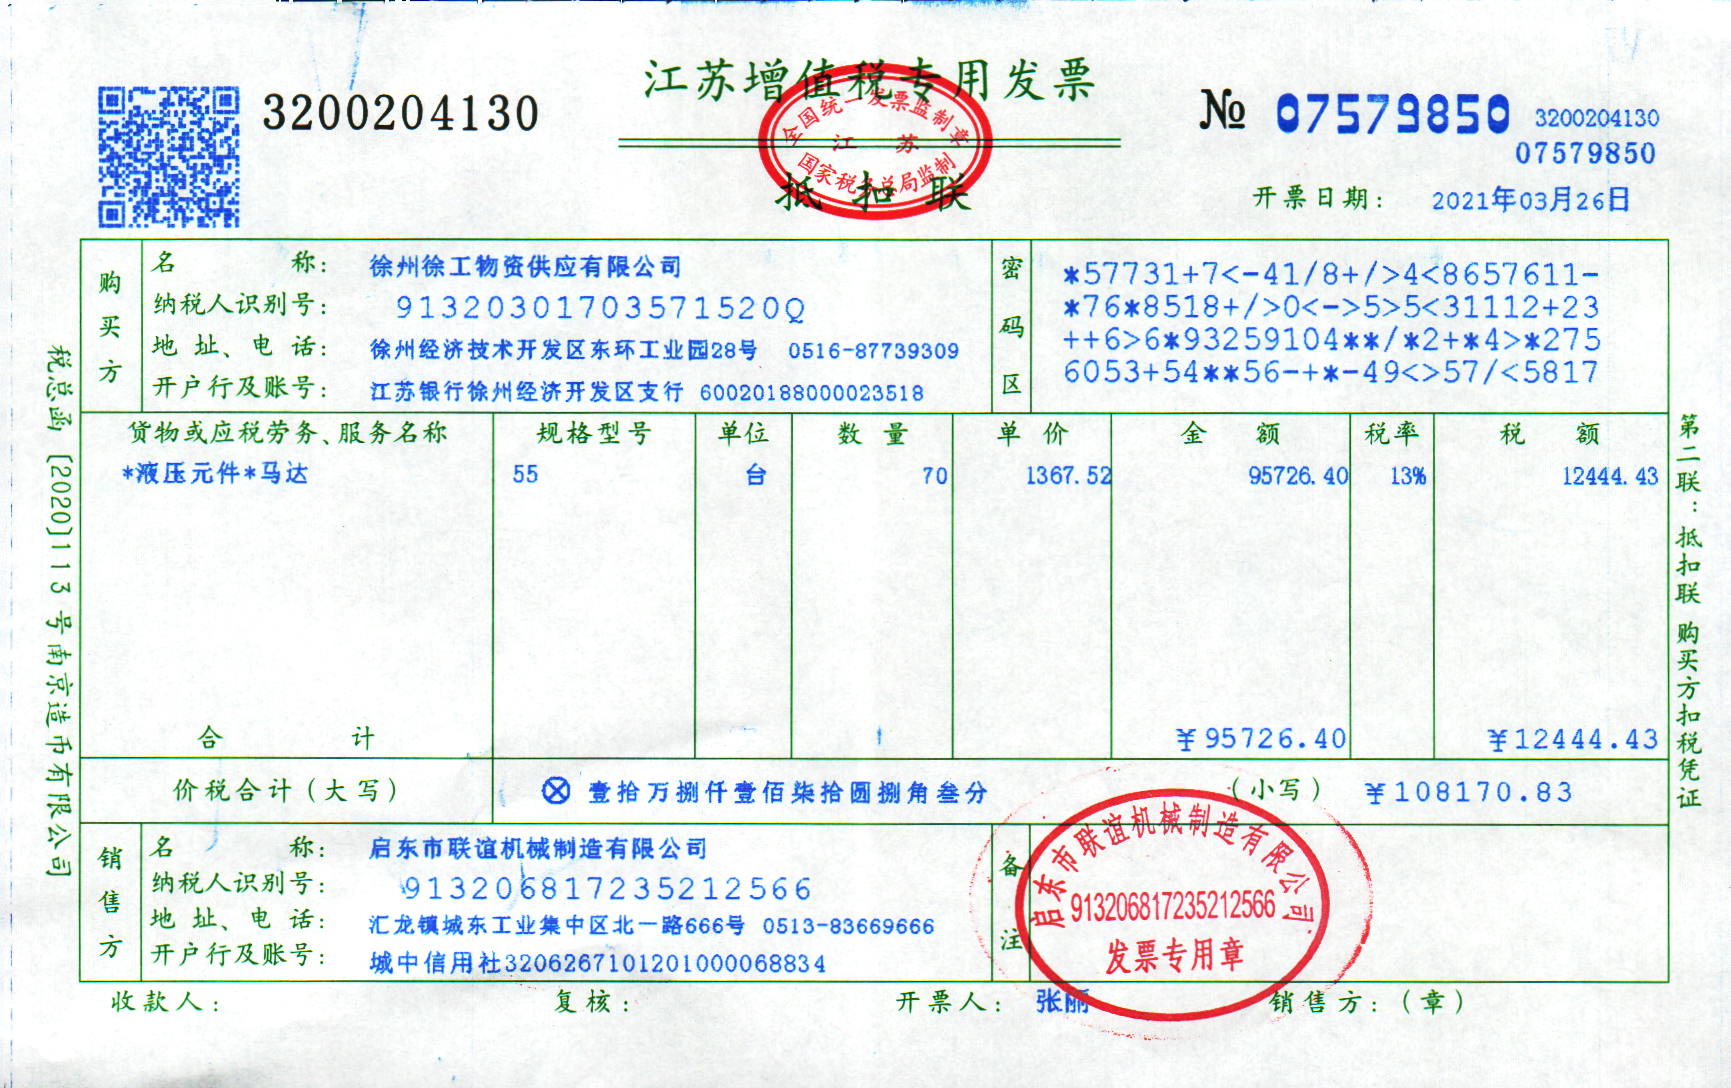 江苏增值税专用发票
全国统一发票监制章
江 苏
国家税务总局监制
抵 扣 联
3200204130
№ 07579850
3200204130
07579850
开票日期: 2021年03月26日
购买方
名 称: 徐州徐工物资供应有限公司
纳税人识别号: 91320301703571520Q
地 址、电 话: 徐州经济技术开发区东环工业园28号 0516-87739309
开户行及账号: 江苏银行徐州经济开发区支行 60020188000023518
密码区
*57731+7<-41/8+/>4<8657611-
*76*8518+/>0<->5>5<31112+23
++6>6*93259104**/*2+*4>*275
6053+54**56-+*-49<>57/<5817
货物或应税劳务、服务名称 规格型号 单位 数 量 单 价 金 额 税率 税 额
*液压元件*马达 55 台 70 1367.52 95726.40 13% 12444.43
合 计 ¥95726.40 ¥12444.43
价税合计(大写) ⊗壹拾万捌仟壹佰柒拾圆捌角叁分 (小写) ¥108170.83
销售方
名 称: 启东市联谊机械制造有限公司
纳税人识别号: 913206817235212566
地 址、电 话: 汇龙镇城东工业集中区北一路666号 0513-83669666
开户行及账号: 城中信用社3206267101201000068834
备注
启东市联谊机械制造有限公司
913206817235212566
发票专用章
收款人: 复核: 开票人: 张丽 销售方:(章)
税总函[2020]113号南京造币有限公司
第二联:抵扣联 购买方扣税凭证